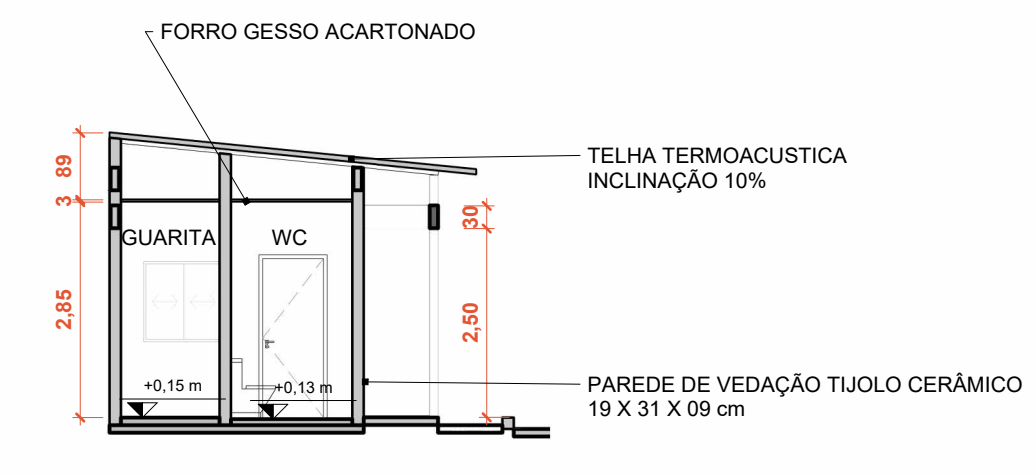 FORRO GESSO ACARTONADO
TELHA TERMOACUSTICA
INCLINAÇÃO 10%
89
3
30
GUARITA
WC
2,85
2,50
+0,15 m
+0,13 m
PAREDE DE VEDAÇÃO TIJOLO CERÂMICO
19 X 31 X 09 cm